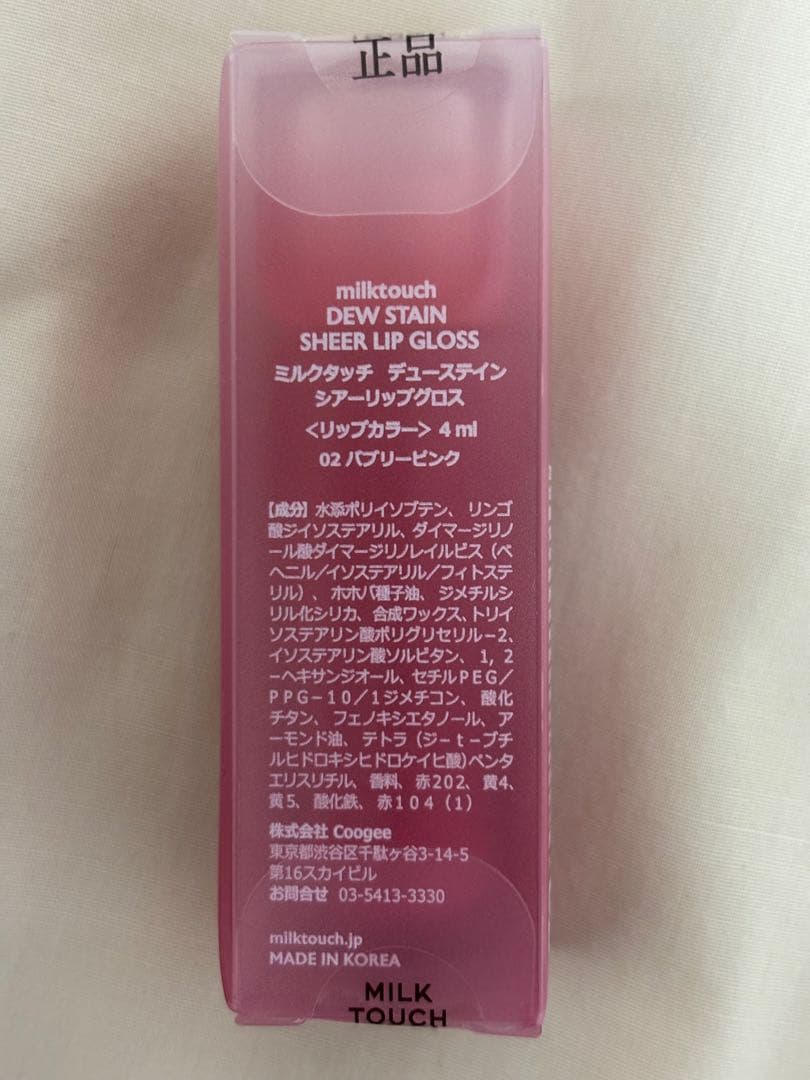 正品
milktouch
DEW STAIN
SHEER LIP GLOSS
ミルクタッチ デューステイン
シアーリップグロス
＜リップカラー＞ 4 ml
02 バブリーピンク
【成分】水添ポリイソブテン、リンゴ
酸ジイソステアリル、ダイマージリノ
ール酸ダイマージリノレイルビス（ベ
ヘニル／イソステアリル／フィトステ
リル）、ホホバ種子油、ジメチルシ
リル化シリカ、合成ワックス、トリイ
ソステアリン酸ポリグリセリル－2、
イソステアリン酸ソルビタン、1, 2
－ヘキサンジオール、セチルPEG／
PPG－10／1ジメチコン、酸化
チタン、フェノキシエタノール、ア
ーモンド油、テトラ（ジ－t－ブチ
ルヒドロキシヒドロケイヒ酸)ペンタ
エリスリチル、香料、赤202、黄4、
黄5、酸化鉄、赤104（1）
株式会社 Coogee
東京都渋谷区千駄ヶ谷3-14-5
第16スカイビル
お問合せ 03-5413-3330
milktouch.jp
MADE IN KOREA
MILK
TOUCH